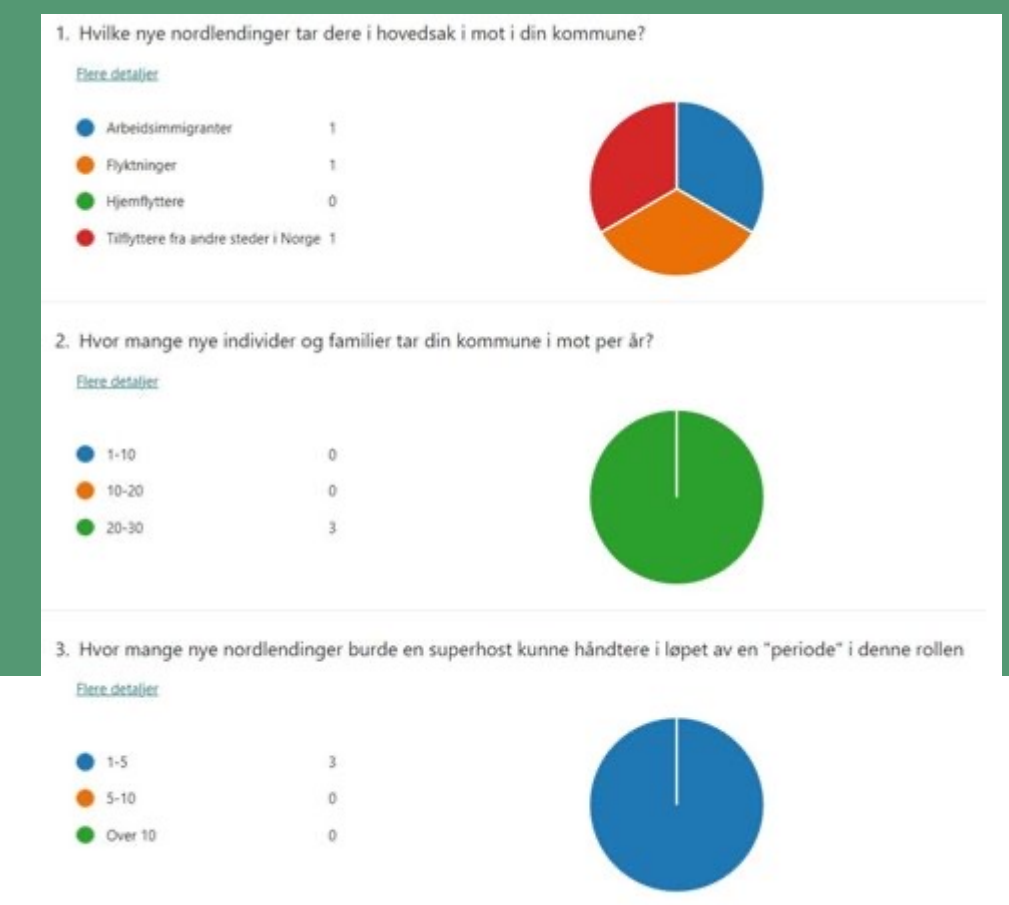 1. Hvilke nye nordlendinger tar dere i hovedsak i mot i din kommune?
Flere detaljer
Arbeidsimmigranter 1
Flyktninger 1
Hjemflyttere 0
Tilflyttere fra andre steder i Norge 1
2. Hvor mange nye individer og familier tar din kommune i mot per år?
Flere detaljer
1-10 0
10-20 0
20-30 3
3. Hvor mange nye nordlendinger burde en superhost kunne håndtere i løpet av en "periode" i denne rollen
Flere detaljer
1-5 3
5-10 0
Over 10 0